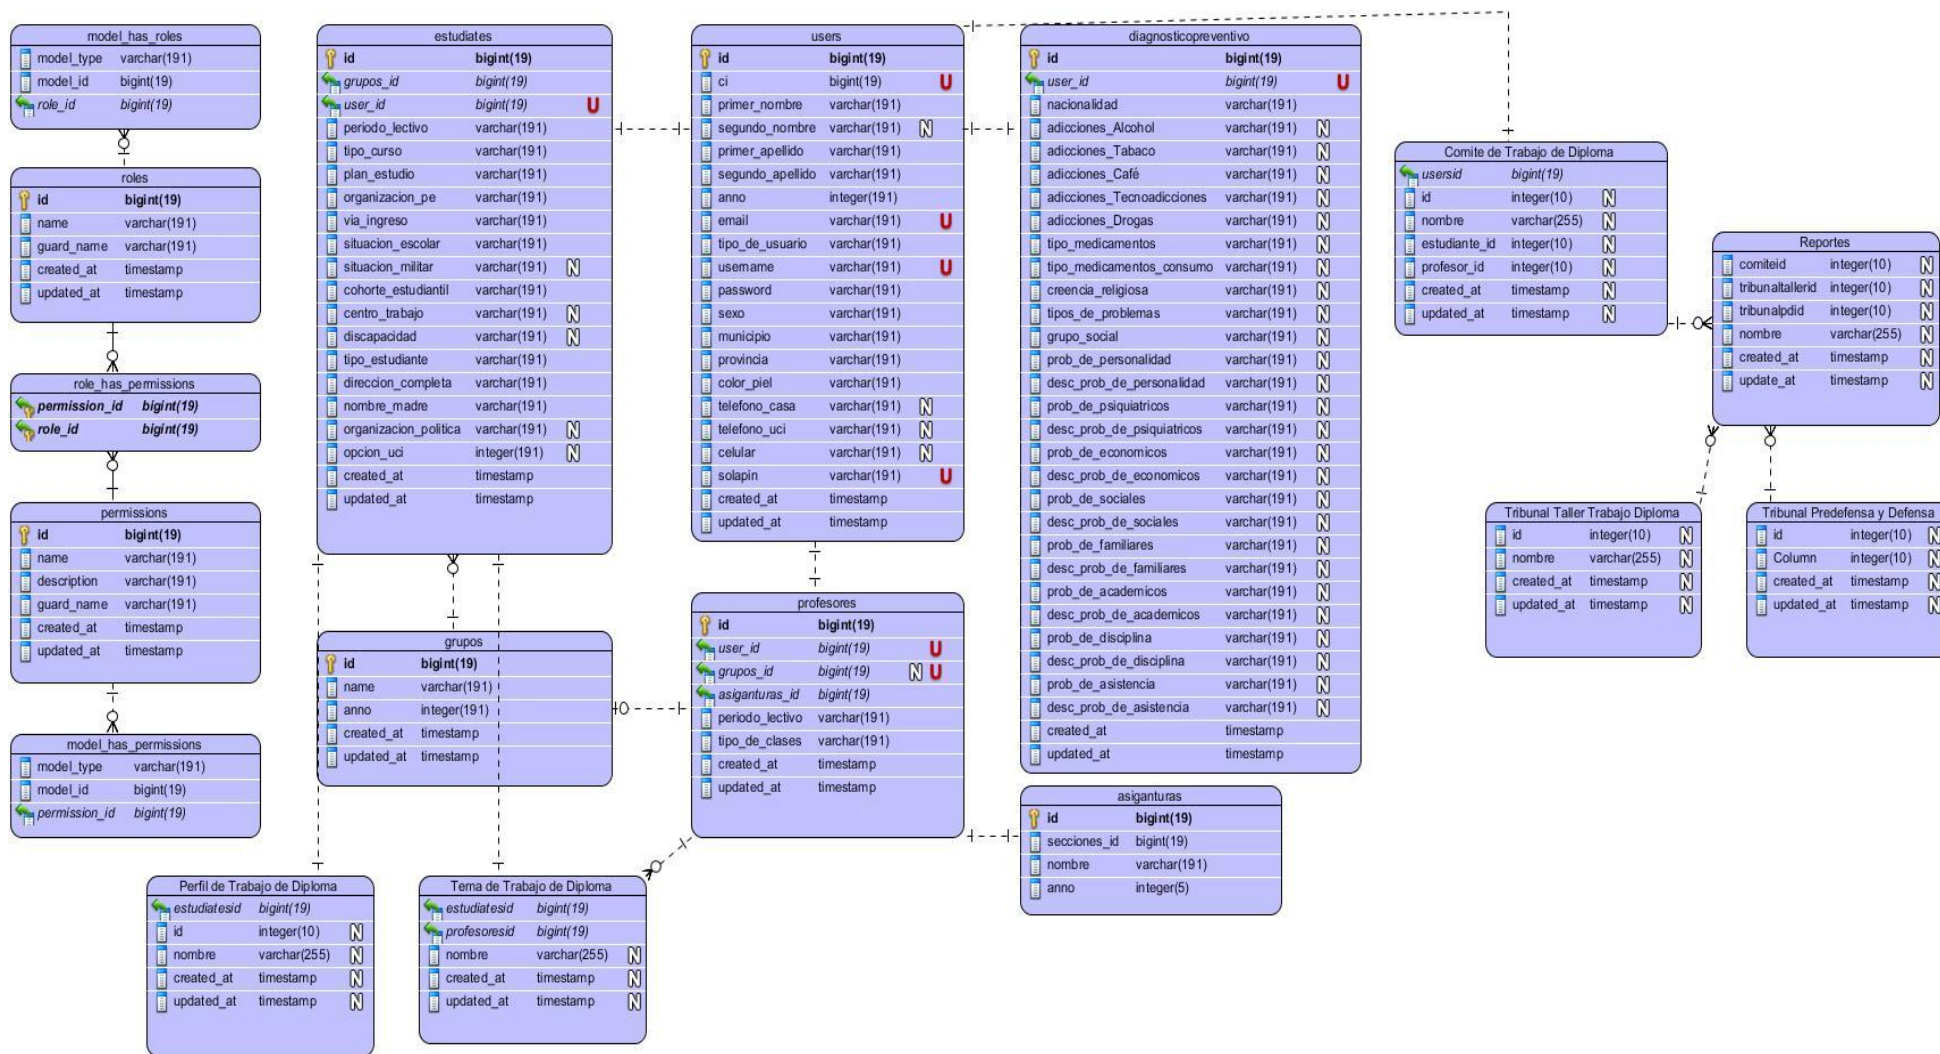 model_has_roles
model_type varchar(191)
model_id bigint(19)
role_id bigint(19)
roles
id bigint(19)
name varchar(191)
guard_name varchar(191)
created_at timestamp
updated_at timestamp
role_has_permissions
permission_id bigint(19)
role_id bigint(19)
permissions
id bigint(19)
name varchar(191)
description varchar(191)
guard_name varchar(191)
created_at timestamp
updated_at timestamp
model_has_permissions
model_type varchar(191)
model_id bigint(19)
permission_id bigint(19)
estudiates
id bigint(19)
grupos_id bigint(19)
user_id bigint(19) U
periodo_lectivo varchar(191)
tipo_curso varchar(191)
plan_estudio varchar(191)
organizacion_pe varchar(191)
via_ingreso varchar(191)
situacion_escolar varchar(191)
situacion_militar varchar(191) N
cohorte_estudiantil varchar(191)
centro_trabajo varchar(191) N
discapacidad varchar(191) N
tipo_estudiante varchar(191)
direccion_completa varchar(191)
nombre_madre varchar(191)
organizacion_politica varchar(191) N
opcion_uci integer(191) N
created_at timestamp
updated_at timestamp
grupos
id bigint(19)
name varchar(191)
anno integer(191)
created_at timestamp
updated_at timestamp
Perfil de Trabajo de Diploma
estudiatesid bigint(19)
id integer(10) N
nombre varchar(255) N
created_at timestamp N
updated_at timestamp N
Tema de Trabajo de Diploma
estudiatesid bigint(19)
profesoresid bigint(19)
nombre varchar(255) N
created_at timestamp N
updated_at timestamp N
users
id bigint(19)
ci bigint(19) U
primer_nombre varchar(191)
segundo_nombre varchar(191) N
primer_apellido varchar(191)
segundo_apellido varchar(191)
anno integer(191)
email varchar(191) U
tipo_de_usuario varchar(191)
username varchar(191) U
password varchar(191)
sexo varchar(191)
municipio varchar(191)
provincia varchar(191)
color_piel varchar(191)
telefono_casa varchar(191) N
telefono_uci varchar(191) N
celular varchar(191) N
solapin varchar(191) U
created_at timestamp
updated_at timestamp
profesores
id bigint(19)
user_id bigint(19) U
grupos_id bigint(19) N U
asiganturas_id bigint(19)
periodo_lectivo varchar(191)
tipo_de_clases varchar(191)
created_at timestamp
updated_at timestamp
diagnosticopreventivo
id bigint(19)
user_id bigint(19) U
nacionalidad varchar(191)
adicciones_Alcohol varchar(191) N
adicciones_Tabaco varchar(191) N
adicciones_Café varchar(191) N
adicciones_Tecnoadicciones varchar(191) N
adicciones_Drogas varchar(191) N
tipo_medicamentos varchar(191) N
tipo_medicamentos_consumo varchar(191) N
creencia_religiosa varchar(191) N
tipos_de_problemas varchar(191) N
grupo_social varchar(191) N
prob_de_personalidad varchar(191) N
desc_prob_de_personalidad varchar(191) N
prob_de_psiquiatricos varchar(191) N
desc_prob_de_psiquiatricos varchar(191) N
prob_de_economicos varchar(191) N
desc_prob_de_economicos varchar(191) N
prob_de_sociales varchar(191) N
desc_prob_de_sociales varchar(191) N
prob_de_familiares varchar(191) N
desc_prob_de_familiares varchar(191) N
prob_de_academicos varchar(191) N
desc_prob_de_academicos varchar(191) N
prob_de_disciplina varchar(191) N
desc_prob_de_disciplina varchar(191) N
prob_de_asistencia varchar(191) N
desc_prob_de_asistencia varchar(191) N
created_at timestamp
updated_at timestamp
asiganturas
id bigint(19)
secciones_id bigint(19)
nombre varchar(191)
anno integer(5)
Comite de Trabajo de Diploma
usersid bigint(19)
id integer(10) N
nombre varchar(255) N
estudiante_id integer(10) N
profesor_id integer(10) N
created_at timestamp N
updated_at timestamp N
Reportes
comiteid integer(10) N
tribunaltallerid integer(10) N
tribunalpdid integer(10) N
nombre varchar(255) N
created_at timestamp N
update_at timestamp N
Tribunal Taller Trabajo Diploma
id integer(10) N
nombre varchar(255) N
created_at timestamp N
updated_at timestamp N
Tribunal Predefensa y Defensa
id integer(10) N
Column integer(10) N
created_at timestamp N
updated_at timestamp N